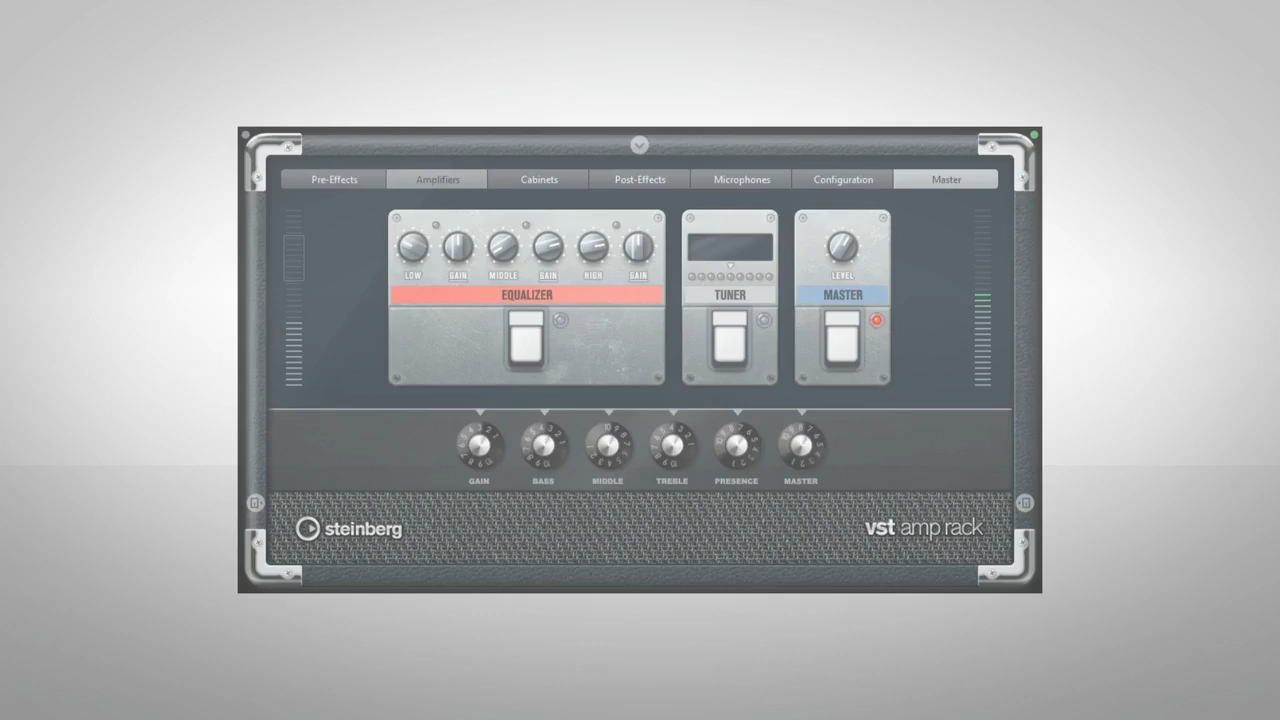 Pre-Effects Amplifiers Cabinets Post-Effects Microphones Configuration Master
LOW GAIN MIDDLE GAIN HIGH GAIN LEVEL
EQUALIZER TUNER MASTER
GAIN BASS MIDDLE TREBLE PRESENCE MASTER
steinberg vst amp rack